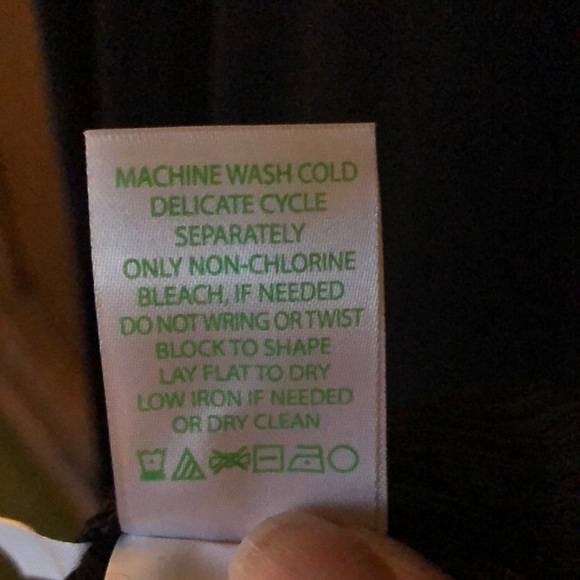 MACHINE WASH COLD
DELICATE CYCLE
SEPARATELY
ONLY NON-CHLORINE
BLEACH, IF NEEDED
DO NOT WRING OR TWIST
BLOCK TO SHAPE
LAY FLAT TO DRY
LOW IRON IF NEEDED
OR DRY CLEAN